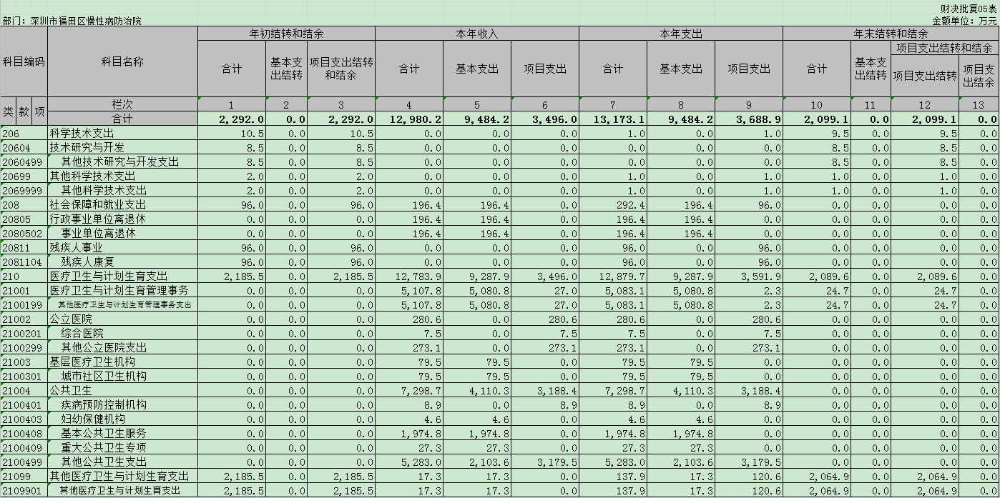 财决批复05表
部门：深圳市福田区慢性病防治院 金额单位：万元
科目编码 科目名称 年初结转和结余 本年收入 本年支出 年末结转和结余
合计 基本支出结转 项目支出结转和结余 合计 基本支出 项目支出 合计 基本支出 项目支出 合计 基本支出结转 项目支出结转和结余
项目支出结转 项目支出结余
类 款 项 栏次 1 2 3 4 5 6 7 8 9 10 11 12 13
合计 2,292.0 0.0 2,292.0 12,980.2 9,484.2 3,496.0 13,173.1 9,484.2 3,688.9 2,099.1 0.0 2,099.1 0.0
206 科学技术支出 10.5 0.0 10.5 0.0 0.0 0.0 1.0 0.0 1.0 9.5 0.0 9.5 0.0
20604 技术研究与开发 8.5 0.0 8.5 0.0 0.0 0.0 0.0 0.0 0.0 8.5 0.0 8.5 0.0
2060499 其他技术研究与开发支出 8.5 0.0 8.5 0.0 0.0 0.0 0.0 0.0 0.0 8.5 0.0 8.5 0.0
20699 其他科学技术支出 2.0 0.0 2.0 0.0 0.0 0.0 1.0 0.0 1.0 1.0 0.0 1.0 0.0
2069999 其他科学技术支出 2.0 0.0 2.0 0.0 0.0 0.0 1.0 0.0 1.0 1.0 0.0 1.0 0.0
208 社会保障和就业支出 96.0 0.0 96.0 196.4 196.4 0.0 292.4 196.4 96.0 0.0 0.0 0.0 0.0
20805 行政事业单位离退休 0.0 0.0 0.0 196.4 196.4 0.0 196.4 196.4 0.0 0.0 0.0 0.0 0.0
2080502 事业单位离退休 0.0 0.0 0.0 196.4 196.4 0.0 196.4 196.4 0.0 0.0 0.0 0.0 0.0
20811 残疾人事业 96.0 0.0 96.0 0.0 0.0 0.0 96.0 0.0 96.0 0.0 0.0 0.0 0.0
2081104 残疾人康复 96.0 0.0 96.0 0.0 0.0 0.0 96.0 0.0 96.0 0.0 0.0 0.0 0.0
210 医疗卫生与计划生育支出 2,185.5 0.0 2,185.5 12,783.9 9,287.9 3,496.0 12,879.7 9,287.9 3,591.9 2,089.6 0.0 2,089.6 0.0
21001 医疗卫生与计划生育管理事务 0.0 0.0 0.0 5,107.8 5,080.8 27.0 5,083.1 5,080.8 2.3 24.7 0.0 24.7 0.0
2100199 其他医疗卫生与计划生育管理事务支出 0.0 0.0 0.0 5,107.8 5,080.8 27.0 5,083.1 5,080.8 2.3 24.7 0.0 24.7 0.0
21002 公立医院 0.0 0.0 0.0 280.6 0.0 280.6 280.6 0.0 280.6 0.0 0.0 0.0 0.0
2100201 综合医院 0.0 0.0 0.0 7.5 0.0 7.5 7.5 0.0 7.5 0.0 0.0 0.0 0.0
2100299 其他公立医院支出 0.0 0.0 0.0 273.1 0.0 273.1 273.1 0.0 273.1 0.0 0.0 0.0 0.0
21003 基层医疗卫生机构 0.0 0.0 0.0 79.5 79.5 0.0 79.5 79.5 0.0 0.0 0.0 0.0 0.0
2100301 城市社区卫生机构 0.0 0.0 0.0 79.5 79.5 0.0 79.5 79.5 0.0 0.0 0.0 0.0 0.0
21004 公共卫生 0.0 0.0 0.0 7,298.7 4,110.3 3,188.4 7,298.7 4,110.3 3,188.4 0.0 0.0 0.0 0.0
2100401 疾病预防控制机构 0.0 0.0 0.0 8.9 0.0 8.9 8.9 0.0 8.9 0.0 0.0 0.0 0.0
2100403 妇幼保健机构 0.0 0.0 0.0 4.6 4.6 0.0 4.6 4.6 0.0 0.0 0.0 0.0 0.0
2100408 基本公共卫生服务 0.0 0.0 0.0 1,974.8 1,974.8 0.0 1,974.8 1,974.8 0.0 0.0 0.0 0.0 0.0
2100409 重大公共卫生专项 0.0 0.0 0.0 27.3 27.3 0.0 27.3 27.3 0.0 0.0 0.0 0.0 0.0
2100499 其他公共卫生支出 0.0 0.0 0.0 5,283.0 2,103.6 3,179.5 5,283.0 2,103.6 3,179.5 0.0 0.0 0.0 0.0
21099 其他医疗卫生与计划生育支出 2,185.5 0.0 2,185.5 17.3 17.3 0.0 137.9 17.3 120.6 2,064.9 0.0 2,064.9 0.0
2109901 其他医疗卫生与计划生育支出 2,185.5 0.0 2,185.5 17.3 17.3 0.0 137.9 17.3 120.6 2,064.9 0.0 2,064.9 0.0